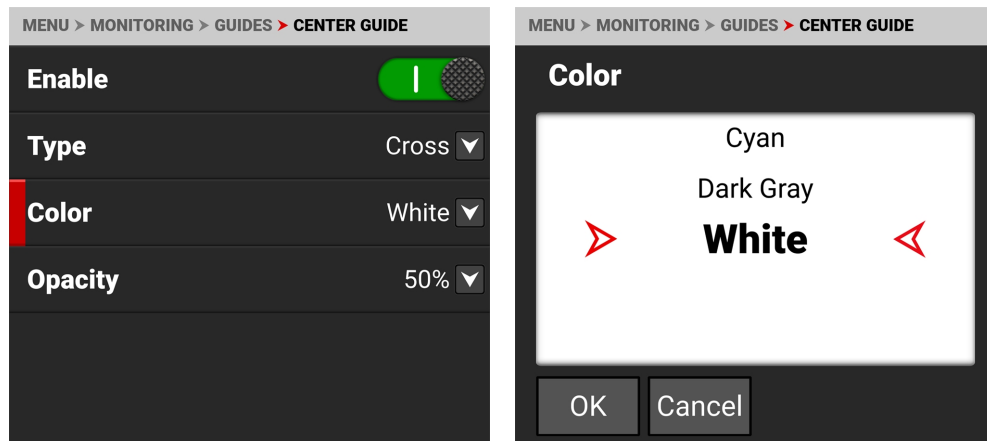 MENU > MONITORING > GUIDES > CENTER GUIDE
Enable
Type Cross
Color White
Opacity 50%
MENU > MONITORING > GUIDES > CENTER GUIDE
Color
Cyan
Dark Gray
White
OK Cancel